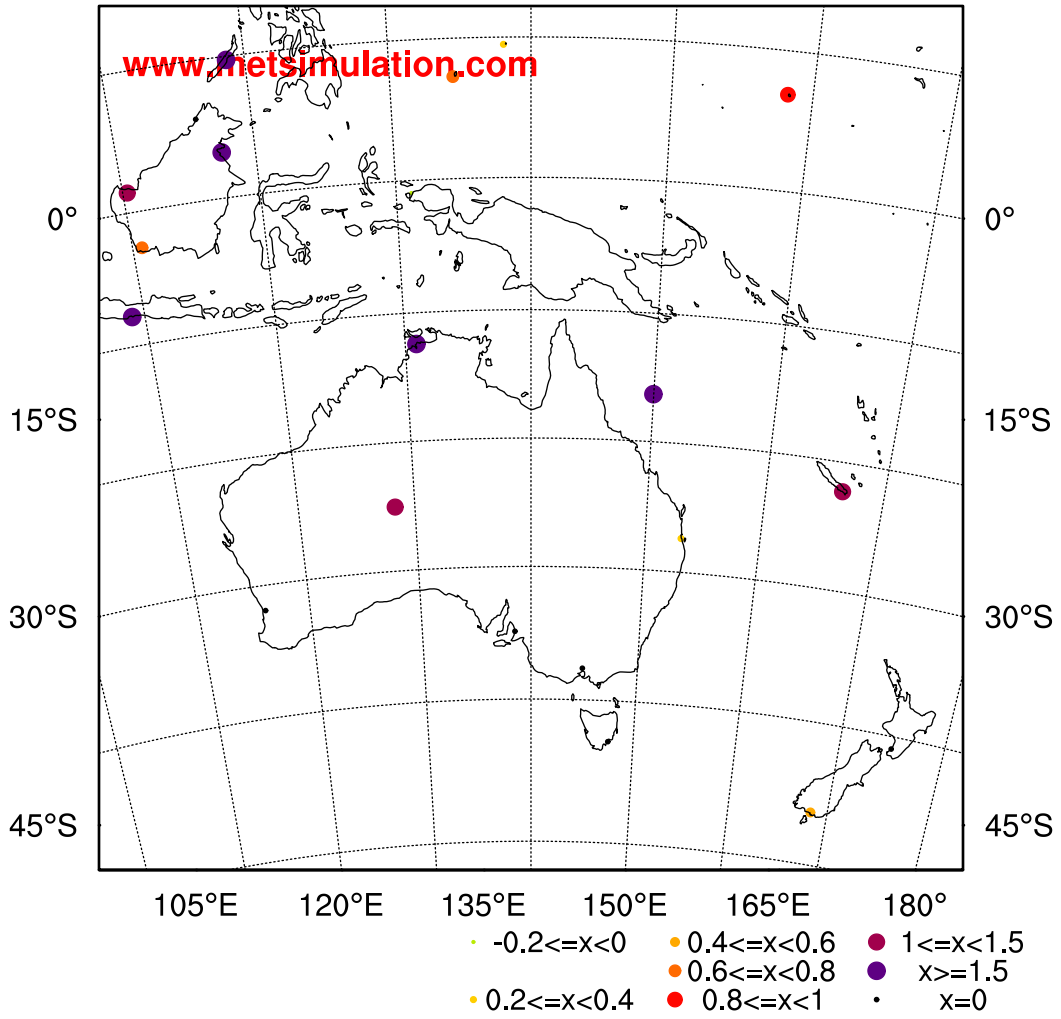 www.metsimulation.com
0° 0°
15°S 15°S
30°S 30°S
45°S 45°S
105°E 120°E 135°E 150°E 165°E 180°
-0.2<=x<0 0.4<=x<0.6 1<=x<1.5
0.6<=x<0.8 x>=1.5
0.2<=x<0.4 0.8<=x<1 x=0